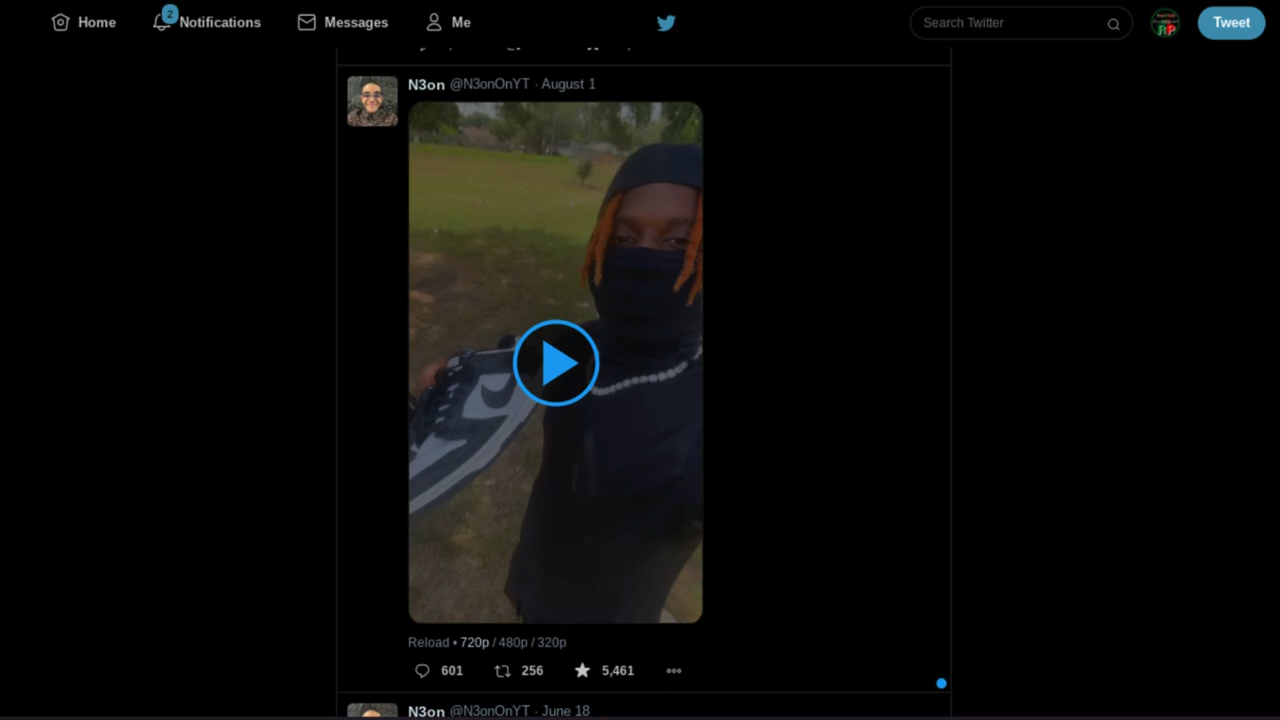 Home
2
Notifications
Messages
Me
Search Twitter
Tweet
N3on @N3onOnYT · August 1
Reload • 720p / 480p / 320p
601
256
5,461
N3on @N3onOnYT · June 18